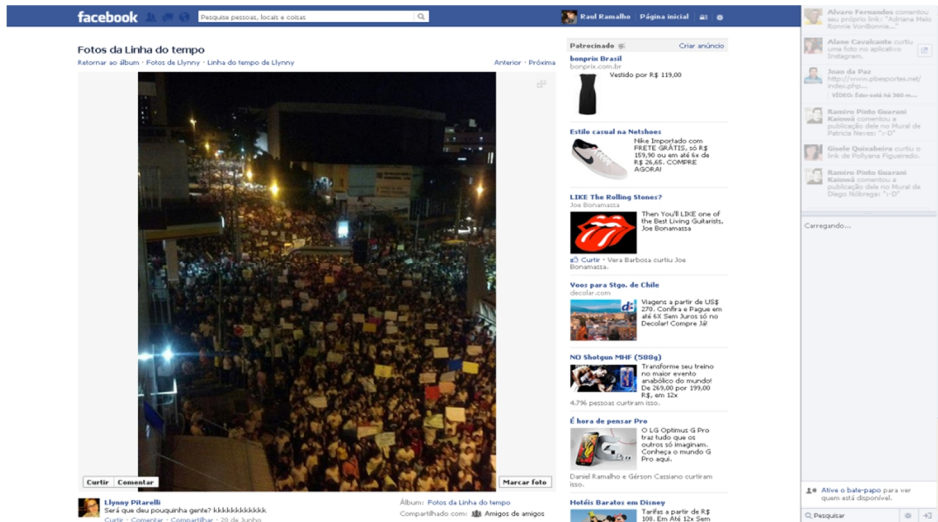 facebook
Pesquise pessoas, locais e coisas
Raul Ramalho
Página inicial
Fotos da Linha do tempo
Retornar ao álbum · Fotos de Llynny · Linha do tempo de Llynny
Anterior · Próxima
Curtir
Comentar
Marcar foto
Llynny Pitarelli
Será que deu pouquinha gente? kkkkkkkkkkkk
Curtir · Comentar · Compartilhar · 20 de Junho
Álbum: Fotos da Linha do tempo
Compartilhado com: Amigos de amigos
Patrocinado
Criar anúncio
bonprix Brasil
bonprix.com.br
Vestido por R$ 119,00
Estilo casual na Netshoes
Nike Importado com
FRETE GRÁTIS, só R$
159,90 ou em até 6x de
R$ 26,65. COMPRE
AGORA!
LIKE The Rolling Stones?
Joe Bonamassa
Then You'll LIKE one of
the Best Living Guitarists,
Joe Bonamassa
Curtir · Vera Barbosa curtiu Joe
Bonamassa.
Voos para Stgo. de Chile
decolar.com
Viagens a partir de US$
270. Confira e Pague em
até 6X Sem Juros só no
Decolar! Compre Já!
NO Shotgun MHF (588g)
Transforme seu treino
no maior evento
anabólico do mundo!
De 269,00 por 199,00
R$, em 12x
4.796 pessoas curtiram isso.
É hora de pensar Pro
O LG Optimus G Pro
traz tudo que os
outros só imaginam.
Conheça o mundo G
Pro aqui.
Daniel Ramalho e Gérson Cassiano curtiram
isso.
Hotéis Baratos em Disney
Tarifas a partir de R$
108. Em Até 12x Sem
Alvaro Fernandes comentou
seu próprio link: "Adriana Melo
Alane Cavalcante curtiu
uma foto no aplicativo
Instagram.
Joao da Paz
http://www.pbesportes.net/
index.php...
Ramiro Pinto Guarani
Kaiowá comentou a
publicação dele no Mural de
Patricia Neves: ":-D"
Gisele Quixabeira curtiu o
link de Pollyana Figueiredo.
Ramiro Pinto Guarani
Kaiowá comentou a
publicação dele no Mural de
Diego Nóbrega: ":-D"
Carregando...
Ative o bate-papo para ver
quem está disponível.
Pesquisar